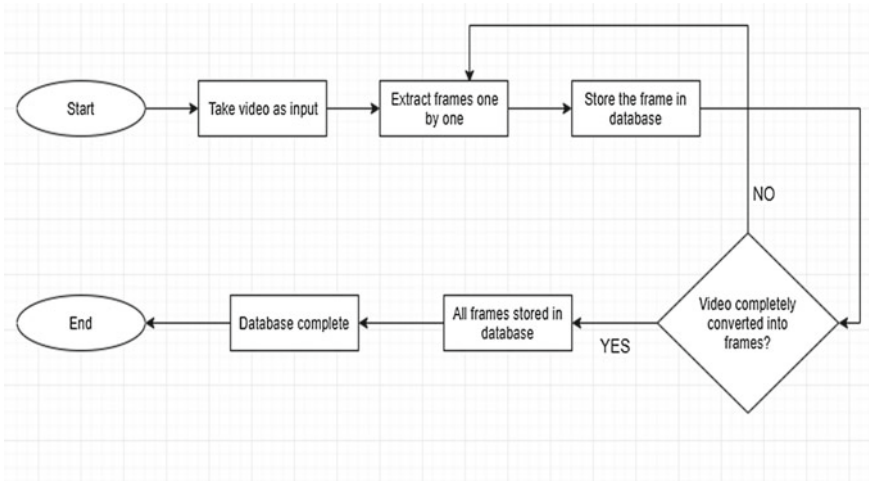 Start
Take video as input
Extract frames one
by one
Store the frame in
database
NO
Video completely
converted into
frames?
YES
All frames stored in
database
Database complete
End